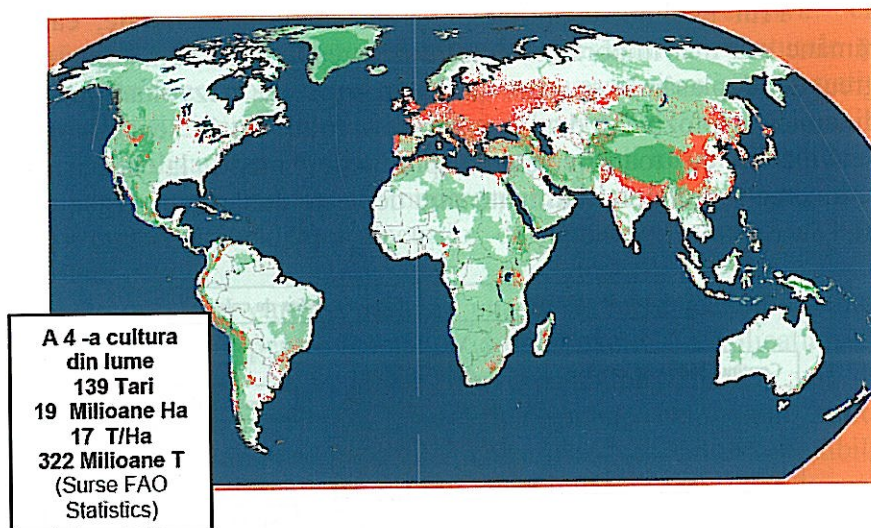 A 4 -a cultura
din lume
139 Tari
19 Milioane Ha
17 T/Ha
322 Milioane T
(Surse FAO
Statistics)